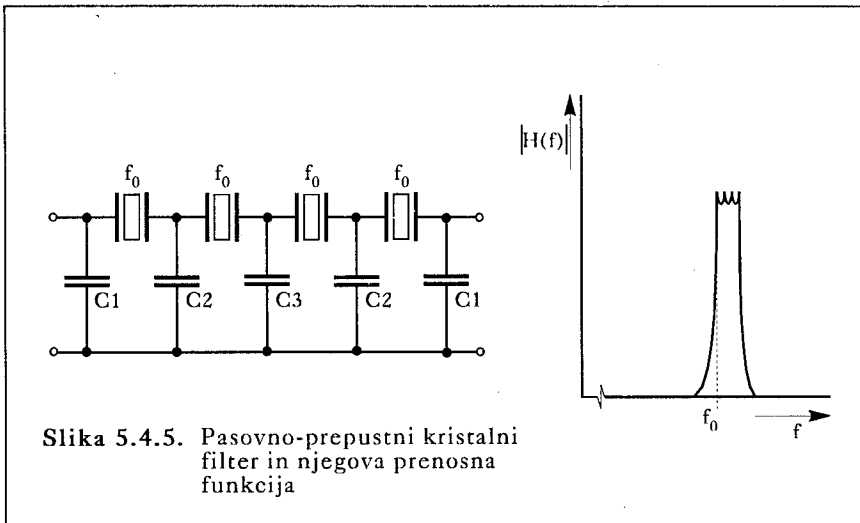 f₀ f₀ f₀ f₀
C1 C2 C3 C2 C1
|H(f)|
f₀
f
Slika 5.4.5. Pasovno-prepustni kristalni
filter in njegova prenosna
funkcija